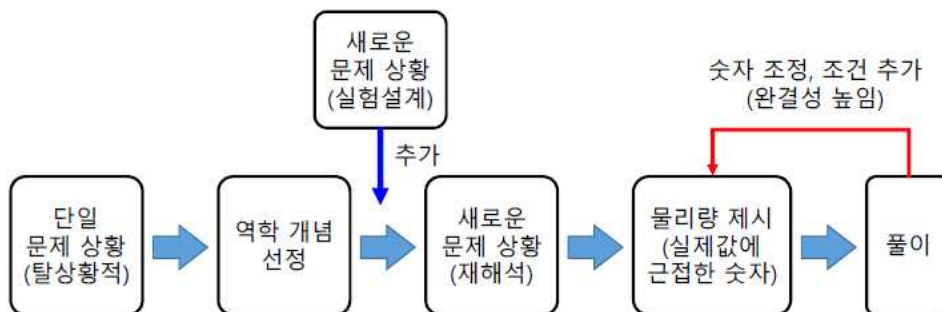 새로운
문제 상황
(실험설계)
추가
숫자 조정, 조건 추가
(완결성 높임)
단일
문제 상황
(탈상황적)
역학 개념
선정
새로운
문제 상황
(재해석)
물리량 제시
(실제값에
근접한 숫자)
풀이